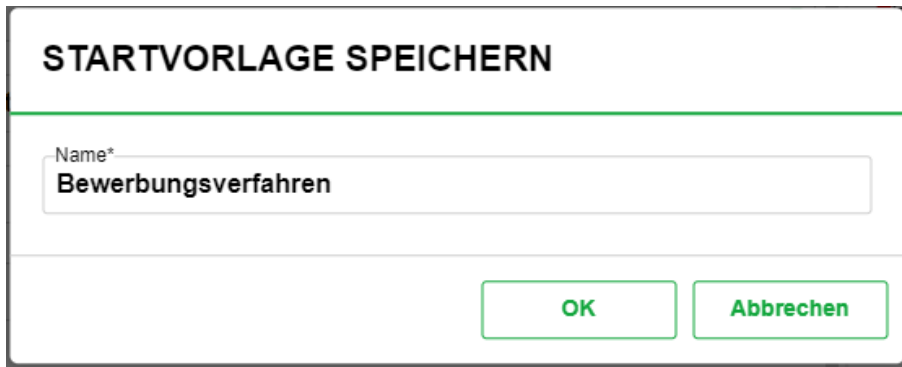 STARTVORLAGE SPEICHERN
Name*
Bewerbungsverfahren
OK Abbrechen